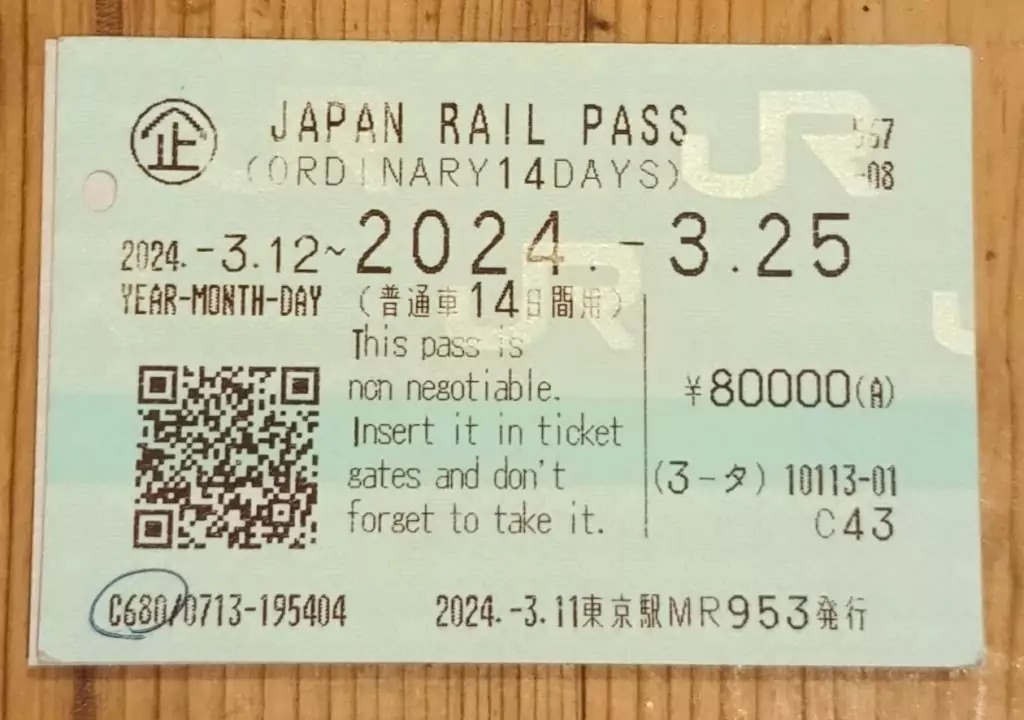 企 JAPAN RAIL PASS
(ORDINARY14DAYS)
-08
2024.-3.12~2024.-3.25
YEAR-MONTH-DAY (普通車14日間用)
This pass is
non negotiable.
Insert it in ticket
gates and don't
forget to take it.
¥80000(A)
(3-タ) 10113-01
C43
C680/0713-195404 2024.-3.11東京駅MR953発行
JR
JR